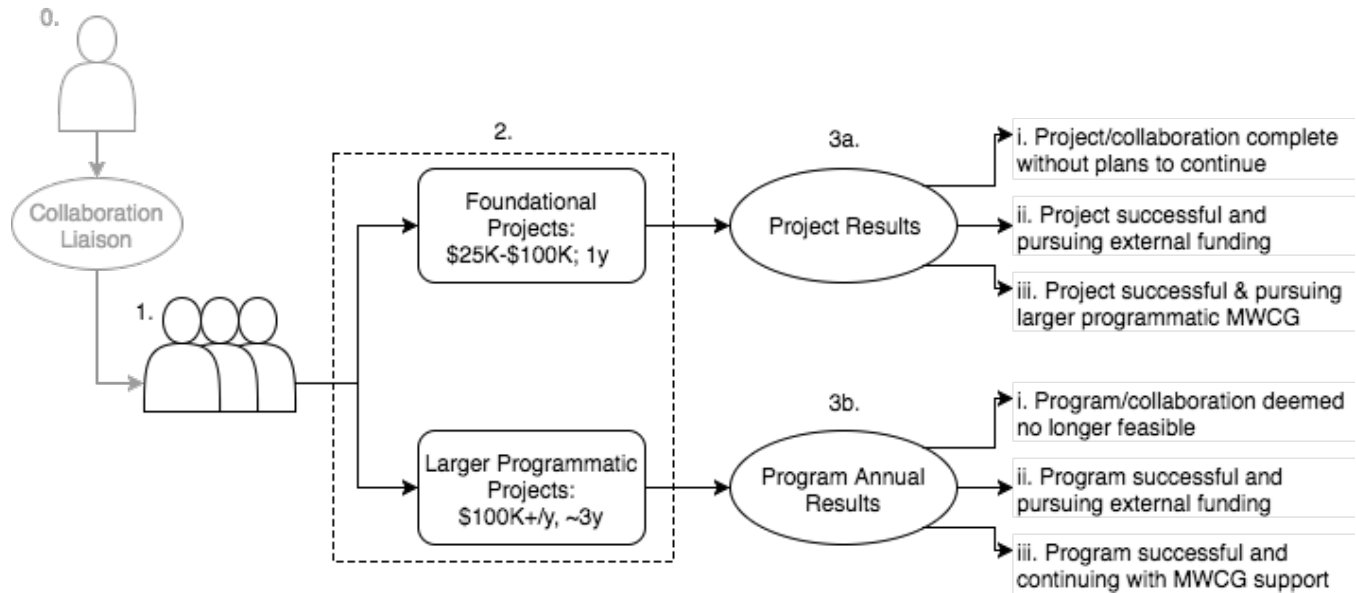 0.
Collaboration
Liaison
1.
2.
Foundational
Projects:
$25K-$100K; 1y
Larger Programmatic
Projects:
$100K+/y, ~3y
3a.
Project Results
i. Project/collaboration complete
without plans to continue
ii. Project successful and
pursuing external funding
iii. Project successful & pursuing
larger programmatic MWCG
3b.
Program Annual
Results
i. Program/collaboration deemed
no longer feasible
ii. Program successful and
pursuing external funding
iii. Program successful and
continuing with MWCG support